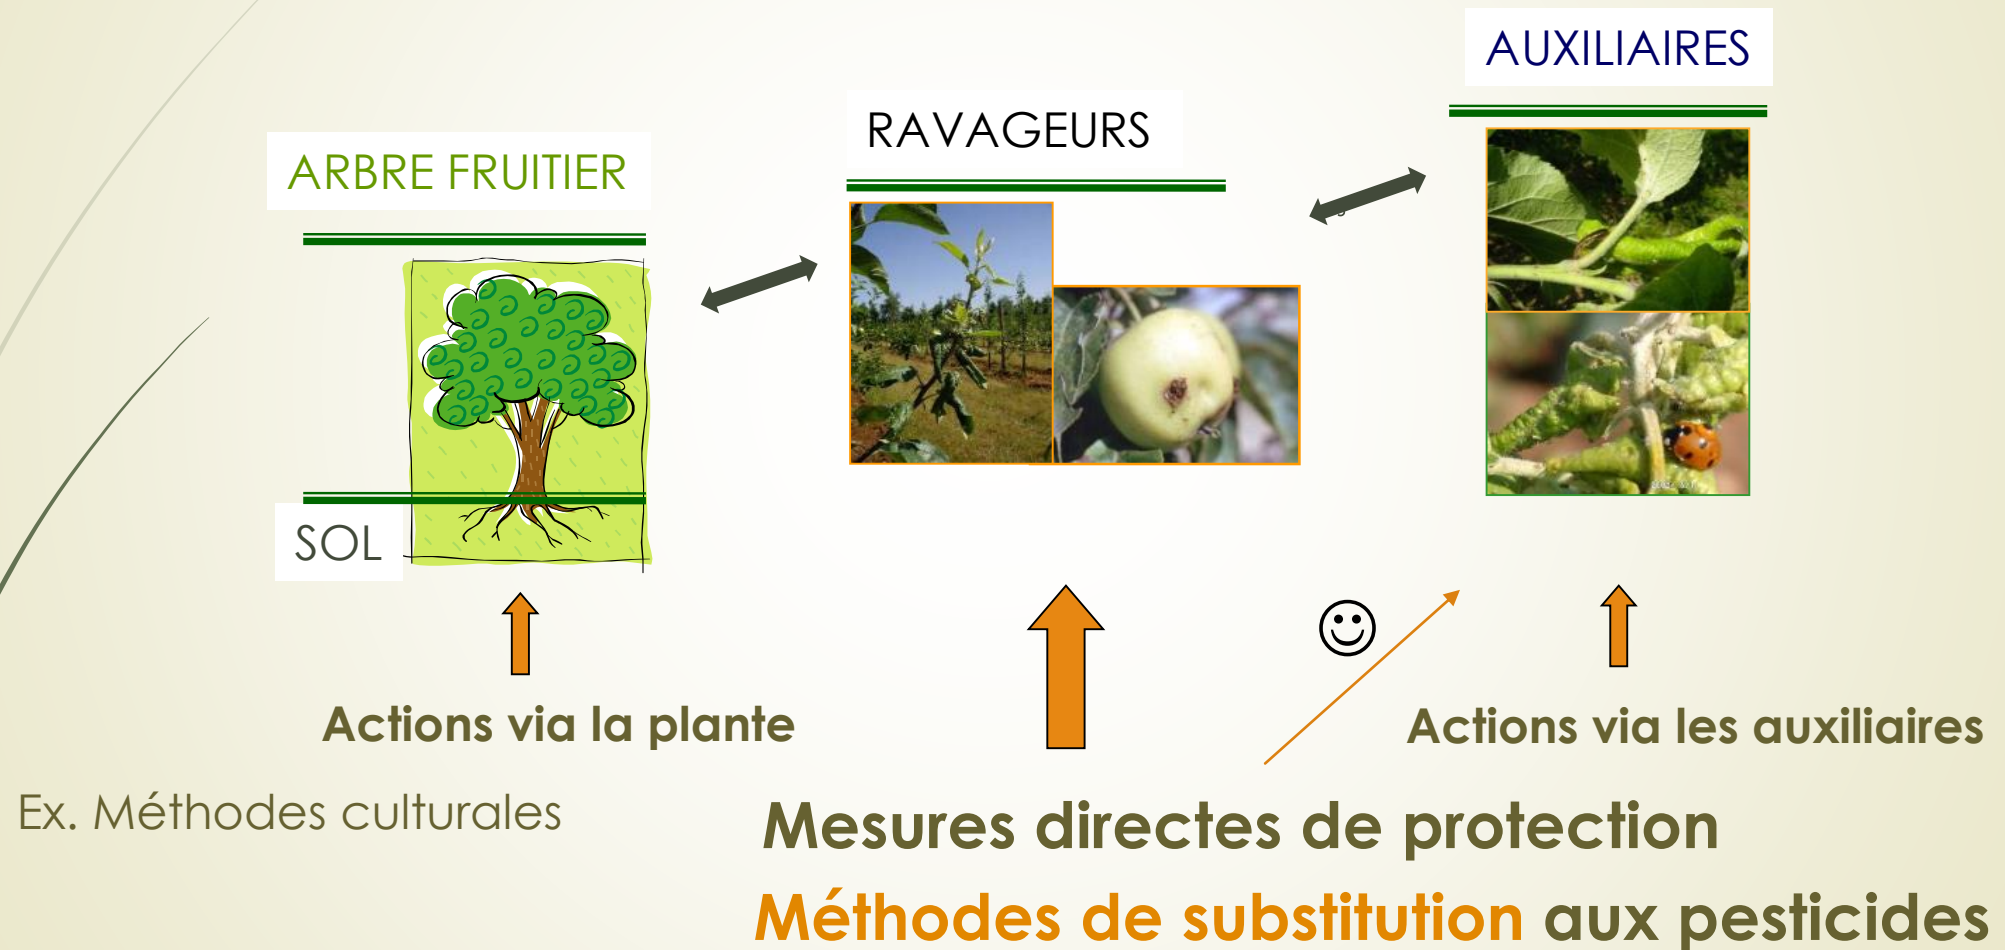 AUXILIAIRES
RAVAGEURS
ARBRE FRUITIER
SOL
Actions via la plante
Actions via les auxiliaires
Ex. Méthodes culturales
Mesures directes de protection
Méthodes de substitution aux pesticides